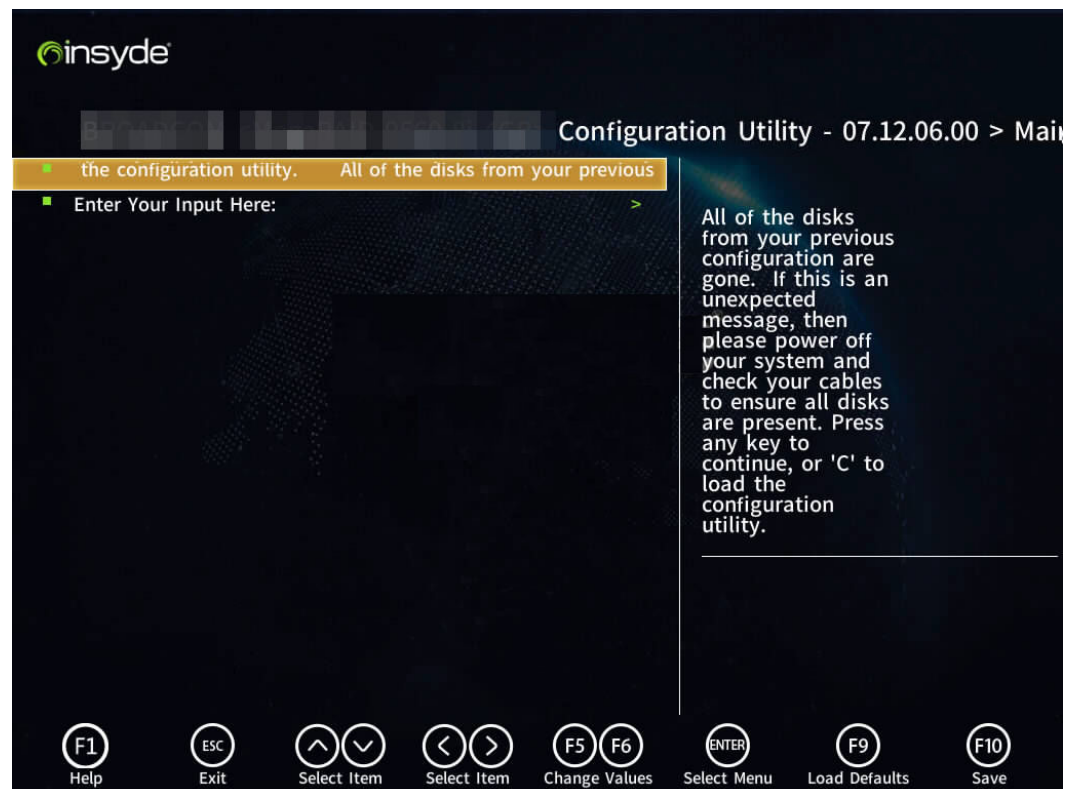 insyde
Configuration Utility - 07.12.06.00 > Main
the configuration utility. All of the disks from your previous
Enter Your Input Here: >
All of the disks
from your previous
configuration are
gone. If this is an
unexpected
message, then
please power off
your system and
check your cables
to ensure all disks
are present. Press
any key to
continue, or 'C' to
load the
configuration
utility.
F1 ESC F5 F6 ENTER F9 F10
Help Exit Select Item Select Item Change Values Select Menu Load Defaults Save